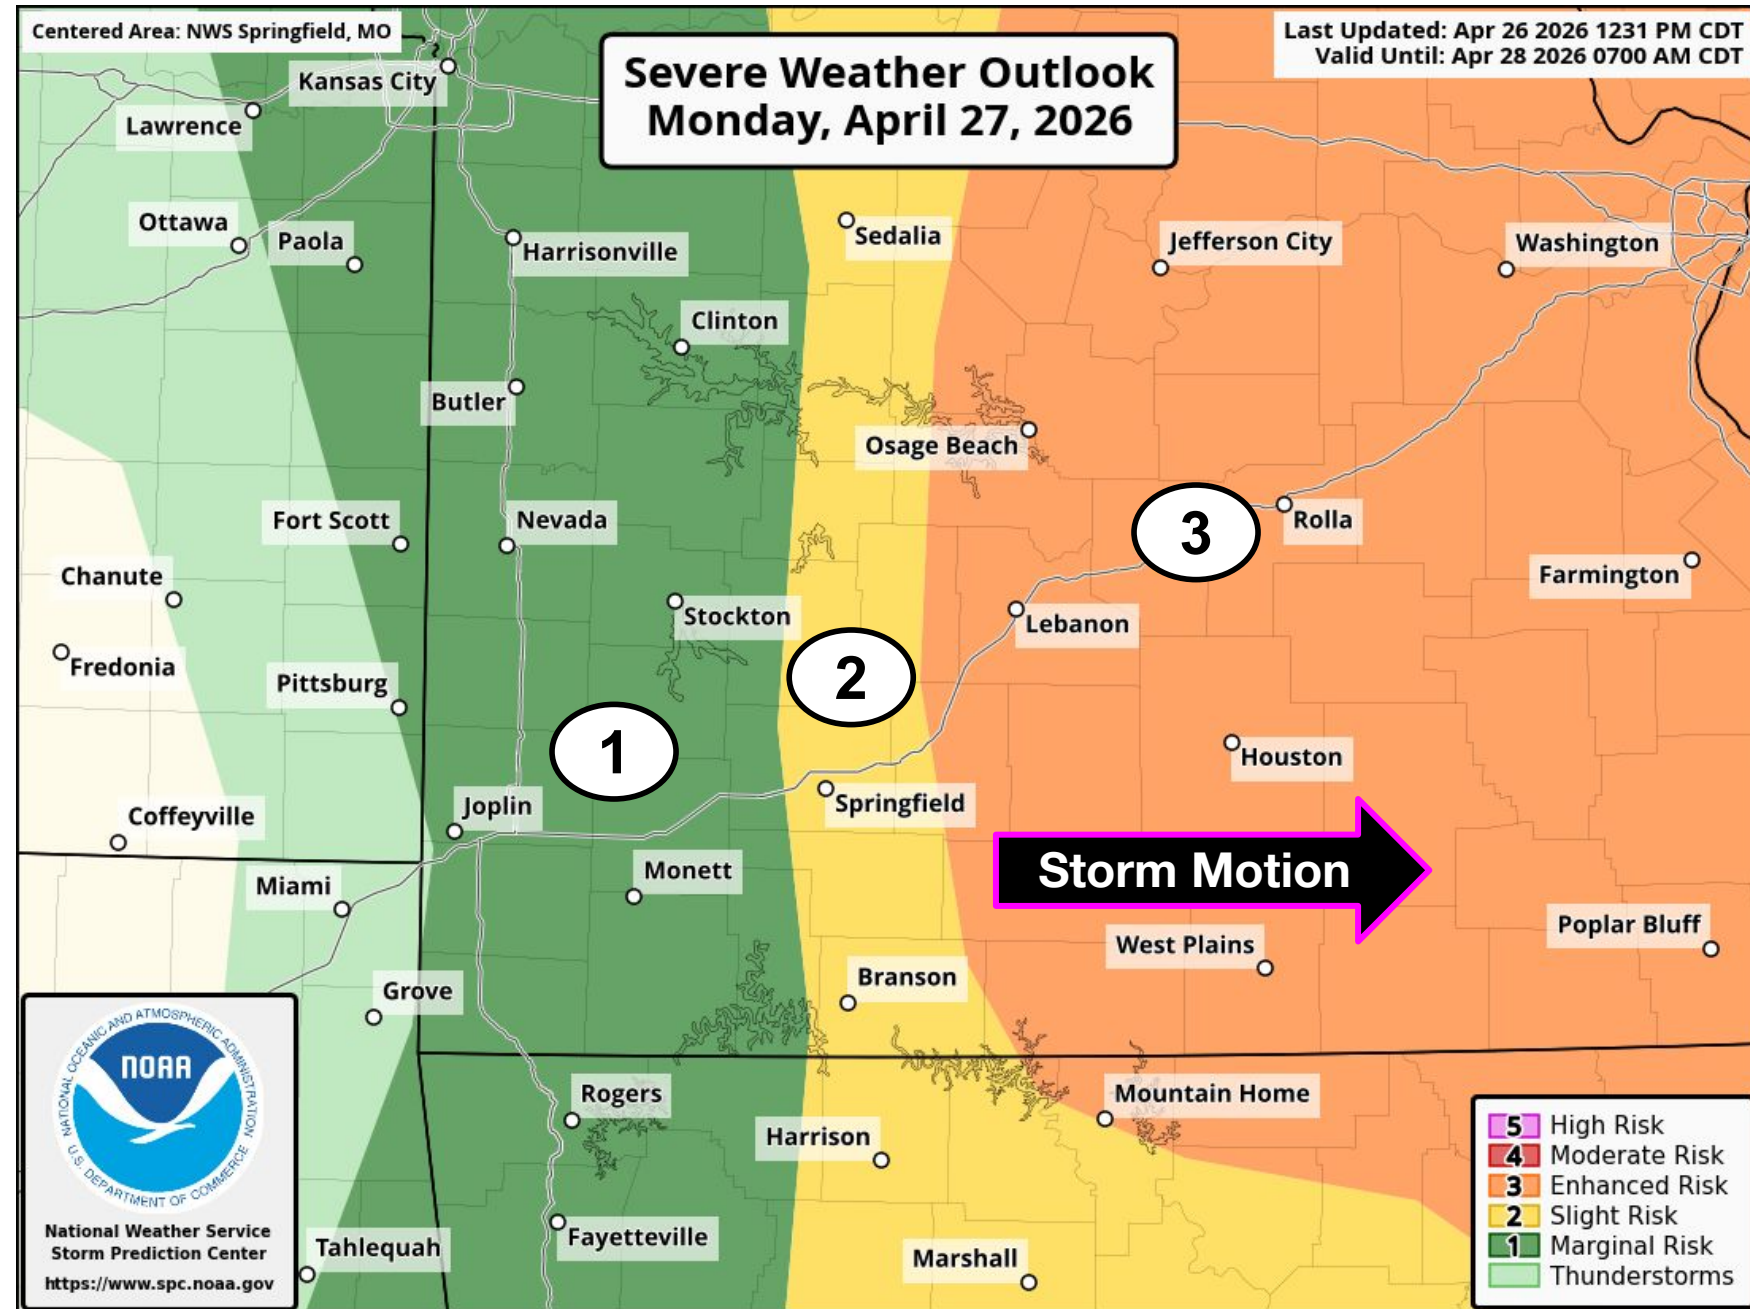 Centered Area: NWS Springfield, MO
Last Updated: Apr 26 2026 1231 PM CDT
Valid Until: Apr 28 2026 0700 AM CDT
Severe Weather Outlook
Monday, April 27, 2026
Kansas City
Lawrence
Ottawa
Paola
Harrisonville
Sedalia
Jefferson City
Washington
Clinton
Butler
Osage Beach
Fort Scott
Nevada
3
Rolla
Chanute
Farmington
Stockton
Lebanon
Fredonia
Pittsburg
2
1
Houston
Coffeyville
Joplin
Springfield
Storm Motion
Monett
Miami
West Plains
Poplar Bluff
Grove
Branson
Rogers
Mountain Home
Harrison
Fayetteville
Tahlequah
Marshall
NATIONAL OCEANIC AND ATMOSPHERIC ADMINISTRATION
NOAA
U.S. DEPARTMENT OF COMMERCE
National Weather Service
Storm Prediction Center
https://www.spc.noaa.gov
5 High Risk
4 Moderate Risk
3 Enhanced Risk
2 Slight Risk
1 Marginal Risk
Thunderstorms